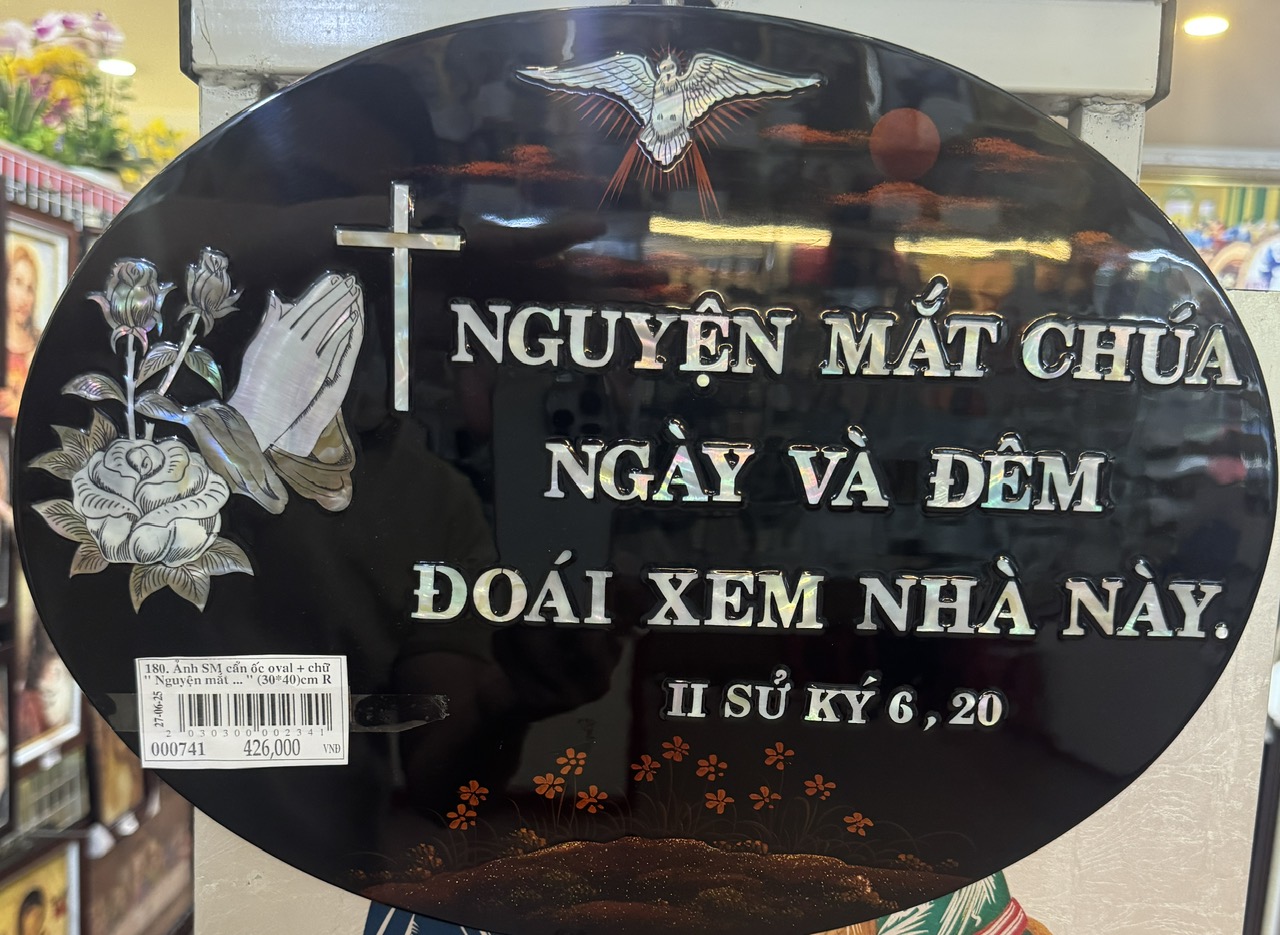 NGUYỆN MẮT CHÚA
NGÀY VÀ ĐÊM
ĐOÁI XEM NHÀ NÀY.
II SỬ KÝ 6 , 20
180. Ảnh SM cẩn ốc oval + chữ
" Nguyện mắt ... " (30*40)cm R
27-06-25
2 030300 002341
000741 426,000 VNĐ